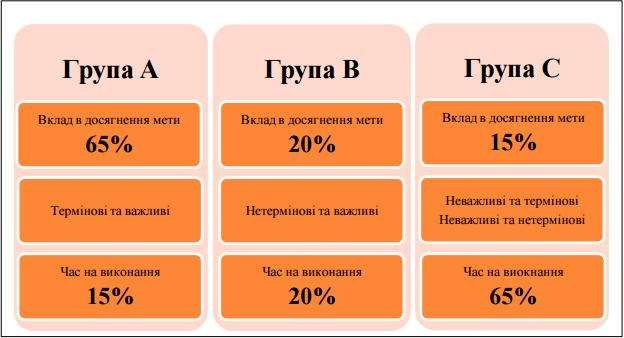 Група А
Вклад в досягнення мети
65%
Термінові та важливі
Час на виконання
15%
Група В
Вклад в досягнення мети
20%
Нетермінові та важливі
Час на виконання
20%
Група С
Вклад в досягнення мети
15%
Неважливі та термінові
Неважливі та нетермінові
Час на виокнання
65%